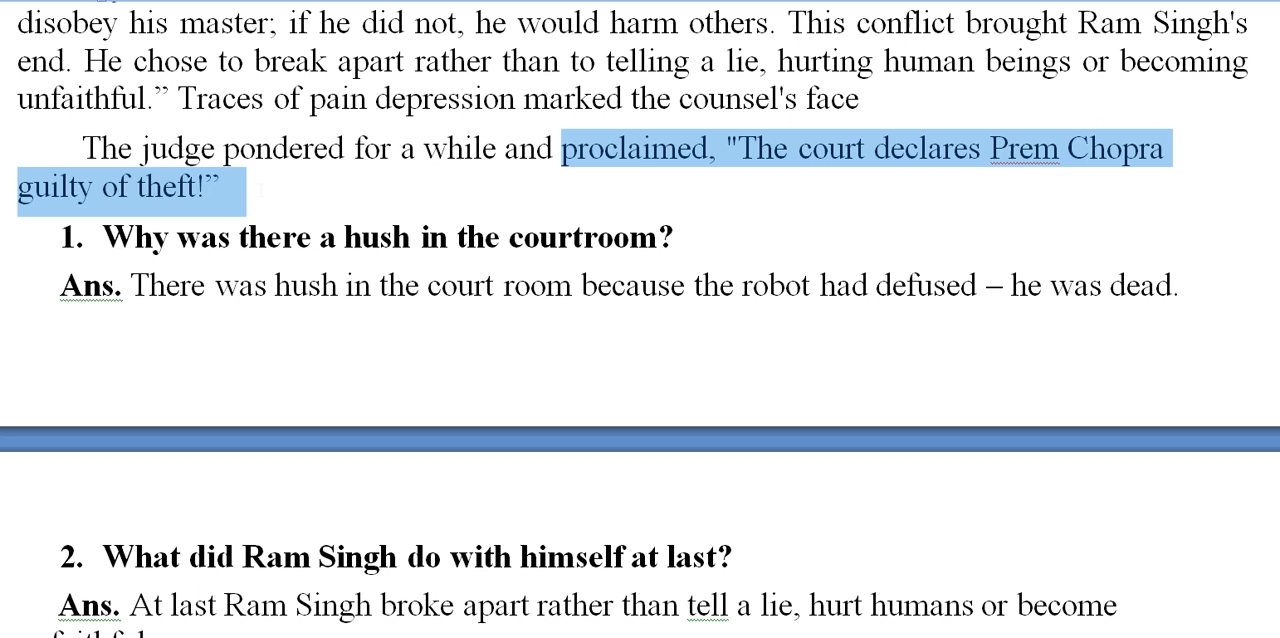 disobey his master; if he did not, he would harm others. This conflict brought Ram Singh's
end. He chose to break apart rather than to telling a lie, hurting human beings or becoming
unfaithful.” Traces of pain depression marked the counsel's face
The judge pondered for a while and proclaimed, "The court declares Prem Chopra
guilty of theft!”
1. Why was there a hush in the courtroom?
Ans. There was hush in the court room because the robot had defused – he was dead.
2. What did Ram Singh do with himself at last?
Ans. At last Ram Singh broke apart rather than tell a lie, hurt humans or become